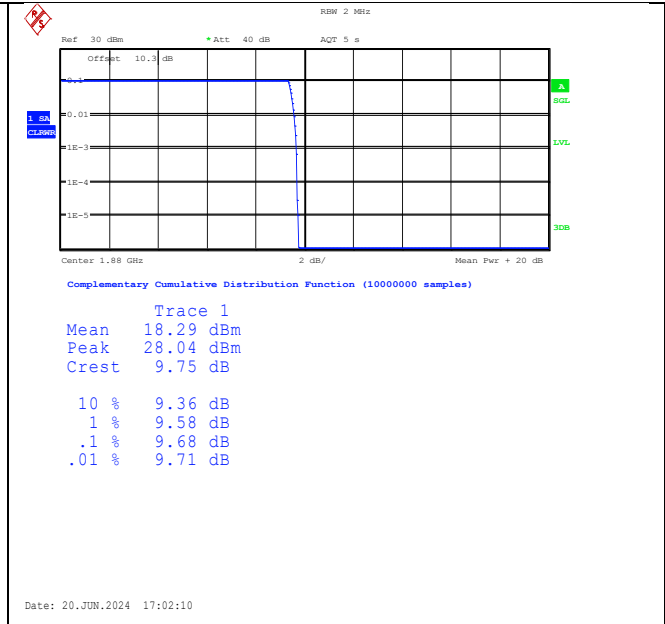 R S
RBW 2 MHz
Ref 30 dBm *Att 40 dB AQT 5 s
Offset 10.3 dB
0.1
A
SGL
0.01
1 SA
CLRWR
LVL
1E-3
1E-4
1E-5
3DB
Center 1.88 GHz 2 dB/ Mean Pwr + 20 dB
Complementary Cumulative Distribution Function (10000000 samples)
Trace 1
Mean 18.29 dBm
Peak 28.04 dBm
Crest 9.75 dB
10 % 9.36 dB
1 % 9.58 dB
.1 % 9.68 dB
.01 % 9.71 dB
Date: 20.JUN.2024 17:02:10